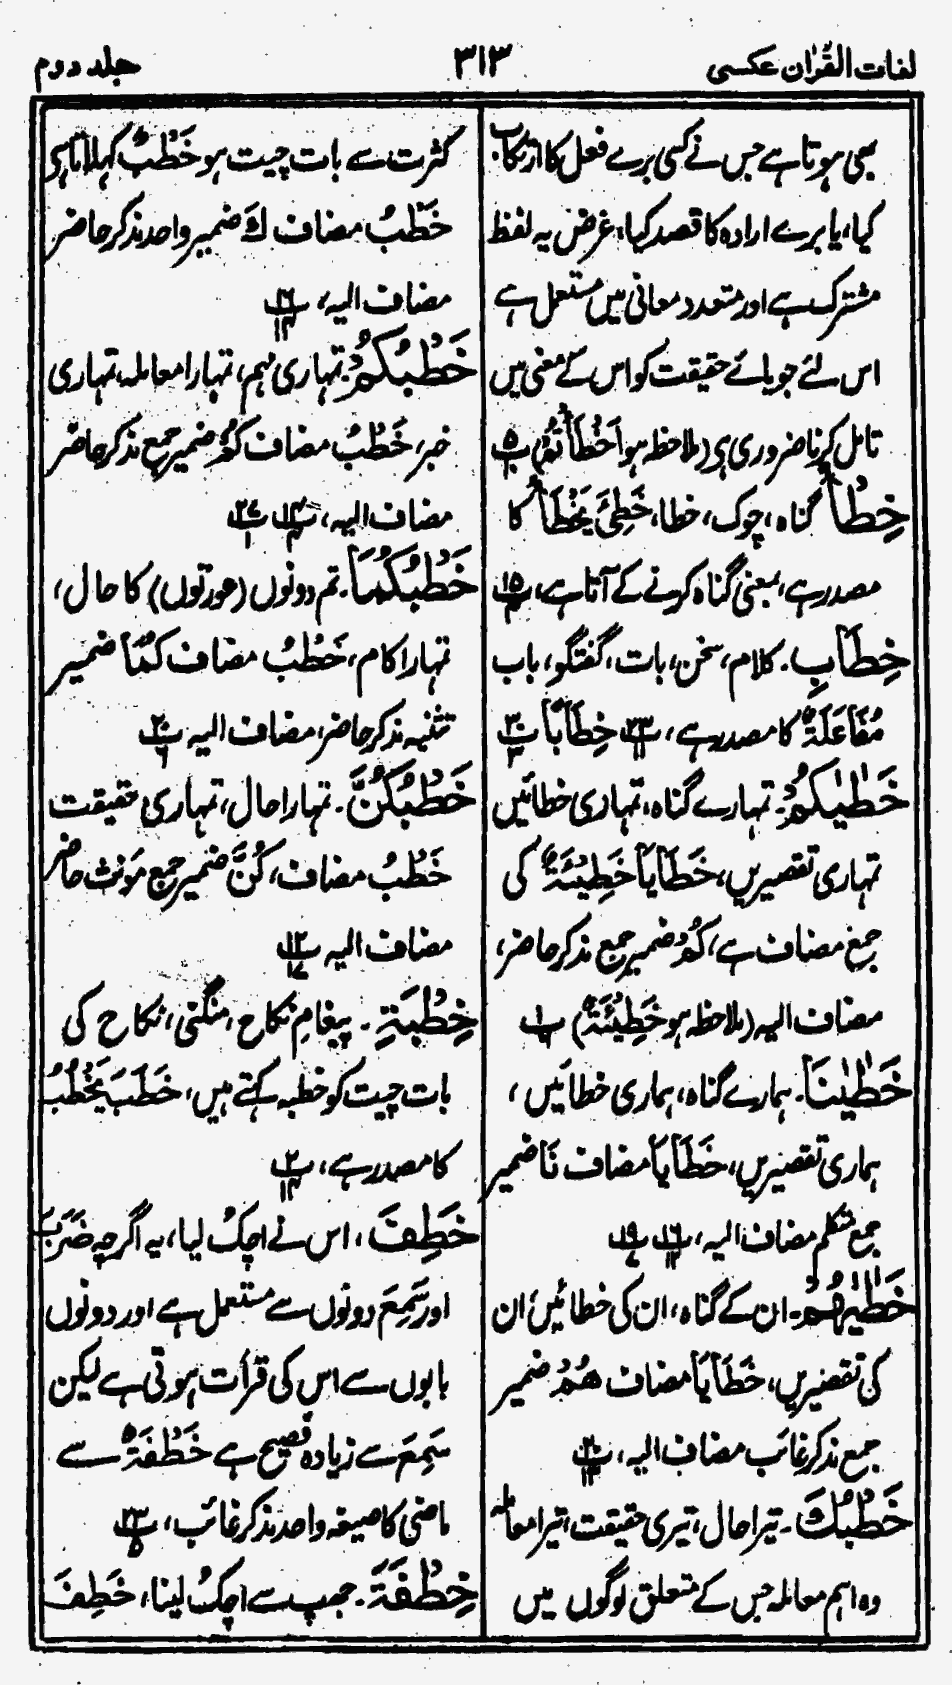 لغات القرآن عکسی
۳۱۳
جلد دوم
بھی ہوتا ہے جس نے کسی برے فعل کا ارتکاب
کیا، یا برے ارادہ کا قصد کیا، غرض یہ لفظ
مشترک ہے اور متعدد معانی میں مستعمل ہے
اس لئے جویائے حقیقت کو اس کے معنی میں
تامل کرنا ضروری ہی (ملاحظہ ہو اَخْطَأْتُمْ) پ
خِطْأً گناہ، چوک، خطا، خَطِئَ یَخْطَأُ کا
مصدر ہے، بمعنی گناہ کرنے کے آتا ہے، پ ۱۵
خِطَابِ۔ کلام، سخن، بات، گفتگو، باب
مُفَاعَلَۃٌ کا مصدر ہے، پ ۲۳ خِطَابًا پ ۳۰
خَطٰیٰکُمْ۔ تمہارے گناہ، تمہاری خطائیں
تمہاری تقصیریں، خَطَایَا خَطِیْئَۃٌ کی
جمع مضاف ہے، کُمْ ضمیر جمع مذکر حاضر،
مضاف الیہ (ملاحظہ ہو خَطِیْئَۃٌ) پ ۱
خَطٰیٰنَا۔ ہمارے گناہ، ہماری خطائیں،
ہماری تقصیریں، خَطَایَا مضاف نَا ضمیر
جمع متکلم مضاف الیہ، پ ۱۶ پ ۱۹
خَطٰیٰہُمْ۔ ان کے گناہ، ان کی خطائیں، ان
کی تقصیریں، خَطَایَا مضاف ھُمْ ضمیر
جمع مذکر غائب مضاف الیہ، پ ۲۰
خَطْبُکَ۔ تیرا حال، تیری حقیقت، تیرا معاملہ
وہ اہم معاملہ جس کے متعلق لوگوں میں
کثرت سے بات چیت ہو خَطْبٌ کہلاتا ہی
خَطْبُ مضاف كَ ضمیر واحد مذکر حاضر
مضاف الیہ، پ ۱۶
خَطْبُکُمْ۔ تمہاری مہم، تمہارا معاملہ، تمہاری
خبر، خَطْبُ مضاف کُمْ ضمیر جمع مذکر حاضر
مضاف الیہ، پ ۱۴ پ ۲۷
خَطْبُکُمَا۔ تم دونوں (عورتوں) کا حال،
تمہارا کام، خَطْبُ مضاف کُمَا ضمیر
تثنیہ مذکر حاضر، مضاف الیہ پ ۲۰
خَطْبُکُنَّ۔ تمہارا حال، تمہاری حقیقت
خَطْبُ مضاف، کُنَّ ضمیر جمع مؤنث حاضر
مضاف الیہ پ ۱۲
خِطْبَۃِ۔ پیغامِ نکاح، منگنی، نکاح کی
بات چیت کو خطبہ کہتے ہیں، خَطَبَ یَخْطُبُ
کا مصدر ہے، پ ۲
خَطِفَ، اس نے اچک لیا، یہ اگرچہ ضَرَبَ
اور سَمِعَ دونوں سے مستعمل ہے اور دونوں
بابوں سے اس کی قرأت ہوتی ہے لیکن
سَمِعَ سے زیادہ فصیح ہے خَطْفَۃٌ سے
ماضی کا صیغہ واحد مذکر غائب، پ ۲۳
خِطْفَۃَ۔ جھپ سے اچک لینا، خَطِفَ